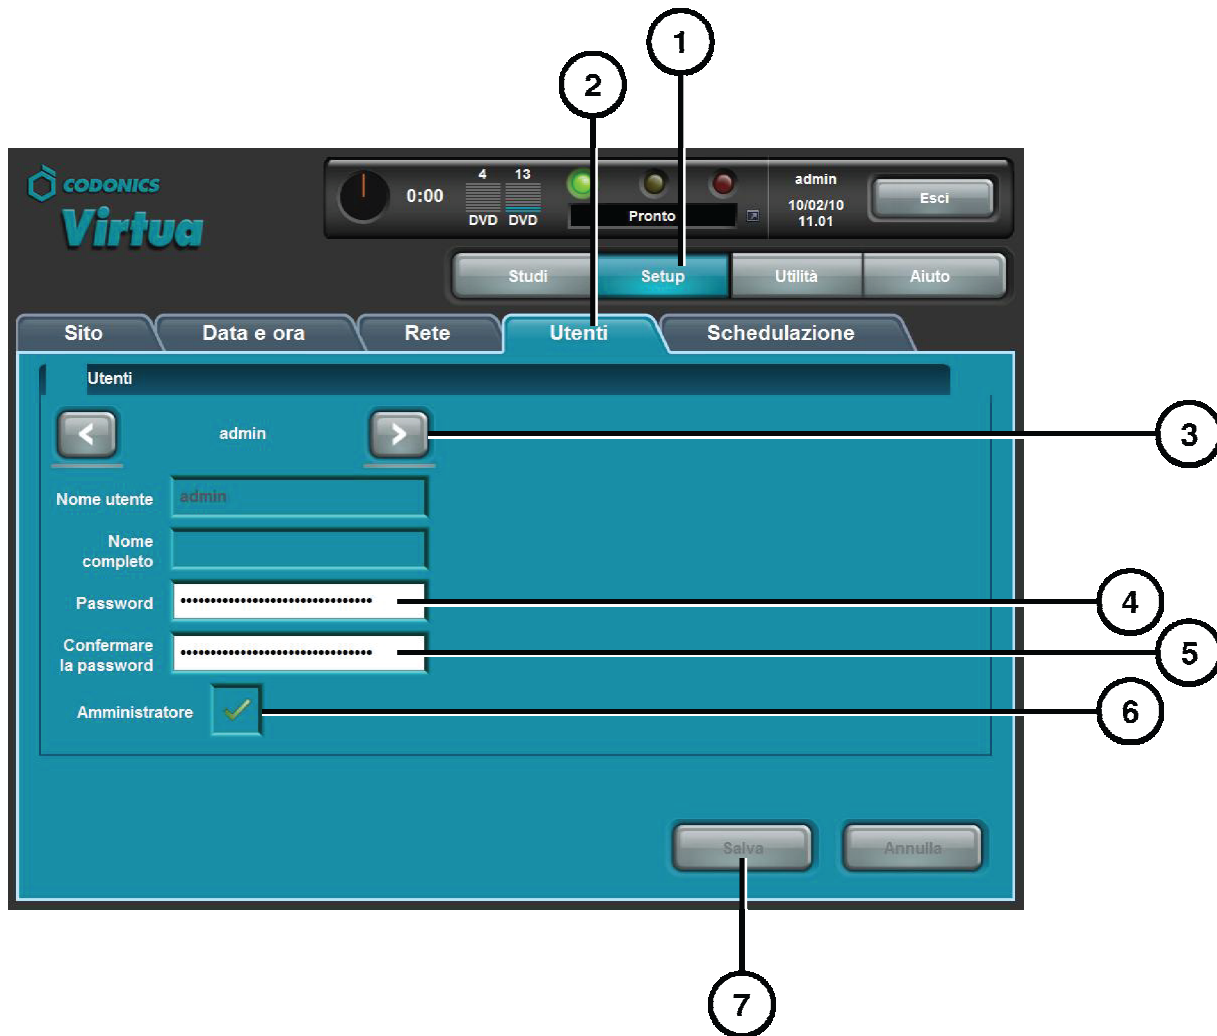 1
2
CODONICS
Virtua
0:00
4 13
DVD DVD
Pronto
admin
10/02/10
11.01
Esci
Studi Setup Utilità Aiuto
Sito Data e ora Rete Utenti Schedulazione
Utenti
admin
3
Nome utente admin
Nome
completo
Password ••••••••••••••••••••••••••••••••
4
Confermare
la password ••••••••••••••••••••••••••••••••
5
Amministratore
6
Salva Annulla
7